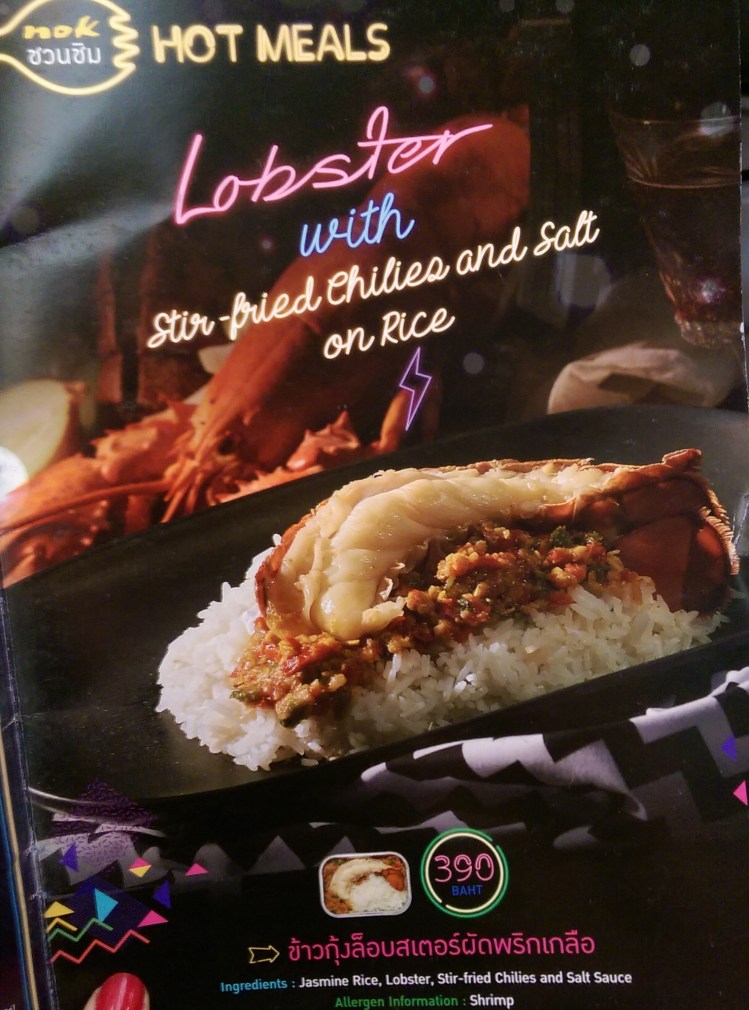 nok
ชวนชิม
HOT MEALS
Lobster
with
Stir-fried Chilies and Salt
on Rice
390
BAHT
ข้าวกุ้งล็อบสเตอร์ผัดพริกเกลือ
Ingredients : Jasmine Rice, Lobster, Stir-fried Chilies and Salt Sauce
Allergen Information : Shrimp